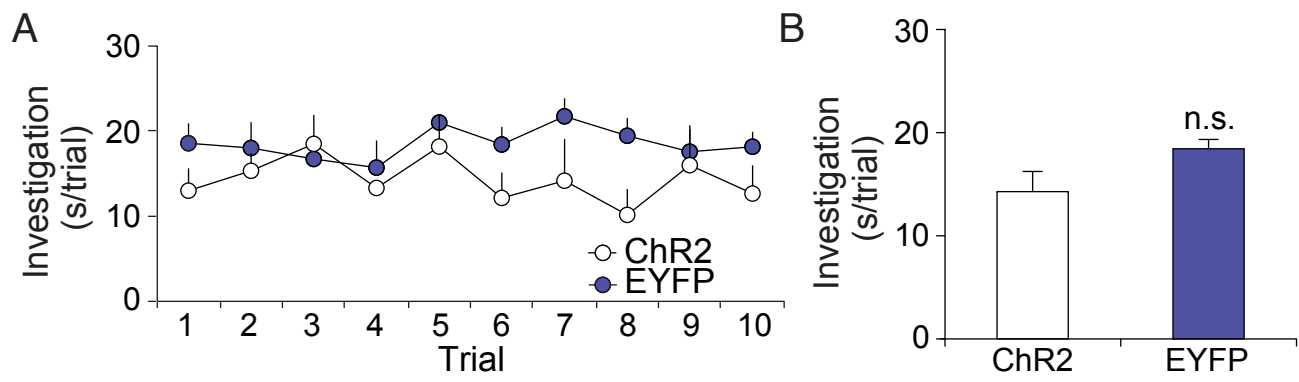 A
Investigation
(s/trial)
30
20
10
0
ChR2
EYFP
1 2 3 4 5 6 7 8 9 10
Trial
B
Investigation
(s/trial)
30
20
10
0
n.s.
ChR2 EYFP